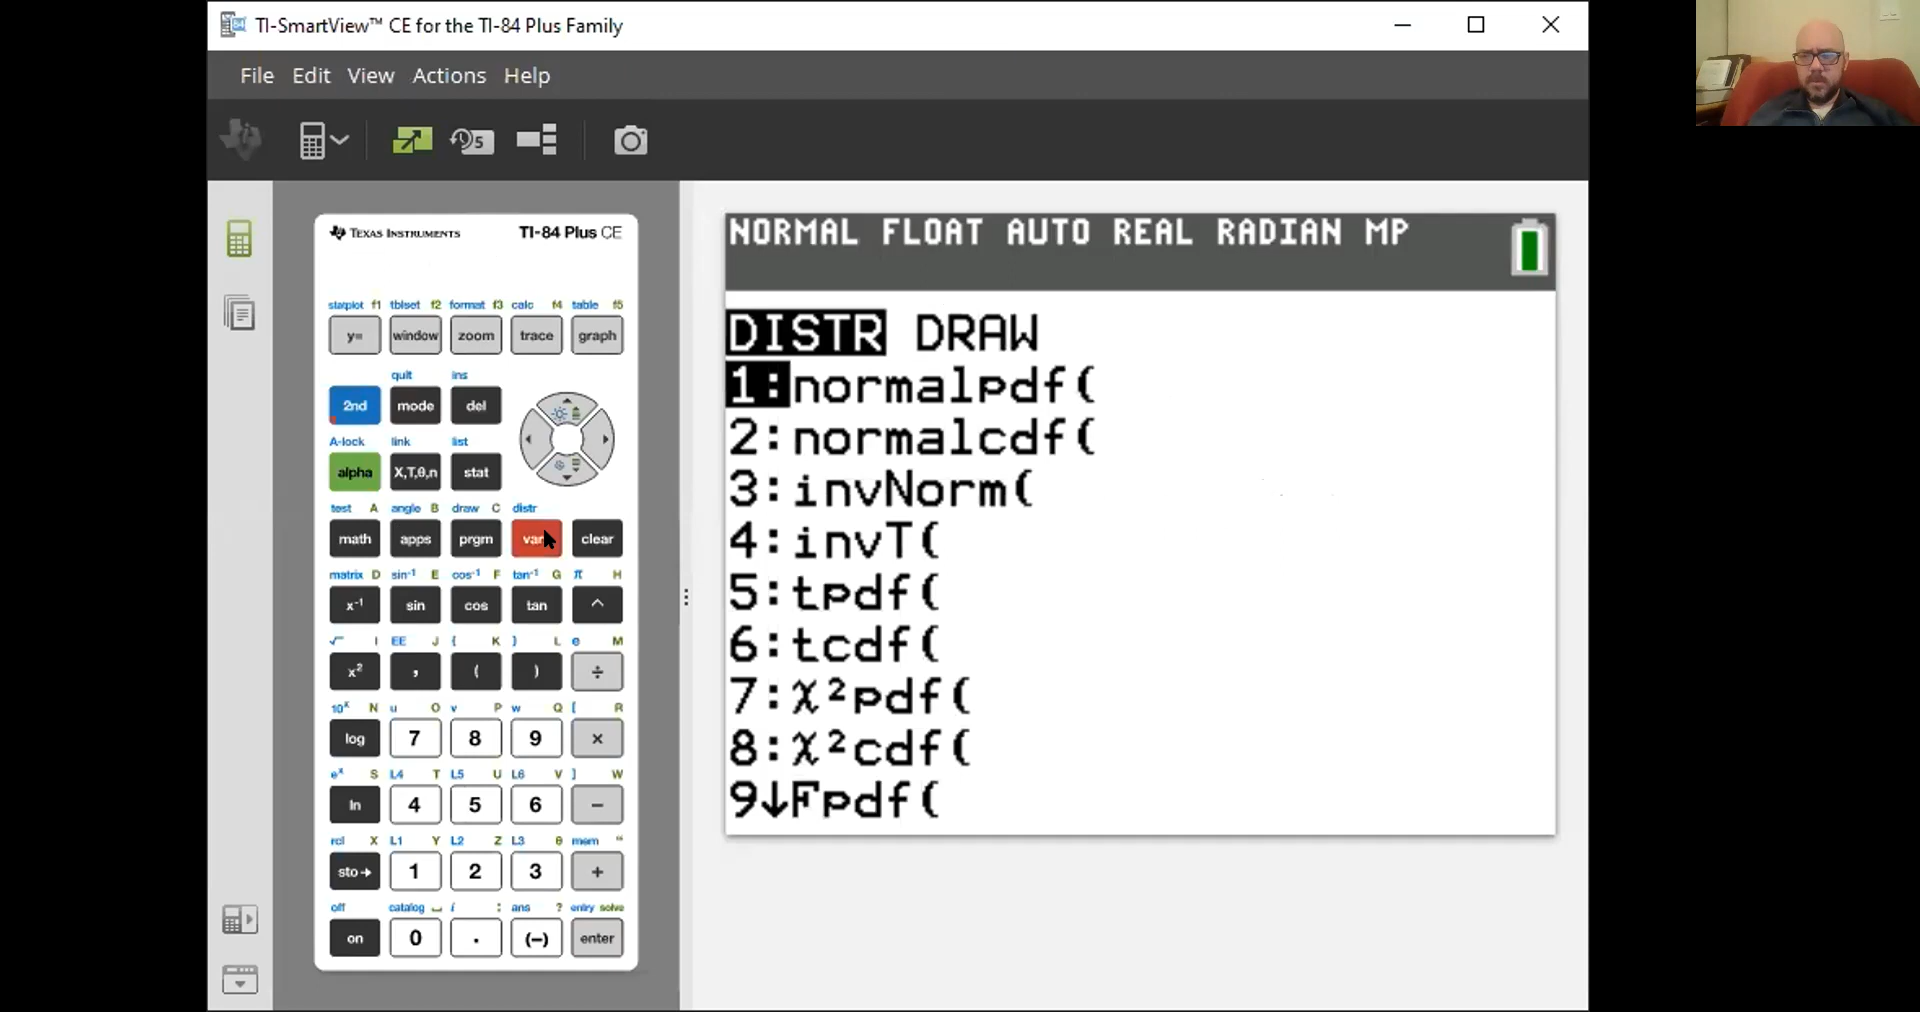 TI-SmartView™ CE for the TI-84 Plus Family
File Edit View Actions Help
5
TEXAS INSTRUMENTS TI-84 Plus CE
statplot f1 tblset f2 format f3 calc f4 table f5
y= window zoom trace graph
quit ins
2nd mode del
A-lock link list
alpha X,T,θ,n stat
test A angle B draw C distr
math apps prgm clear
matrix D sin⁻¹ E cos⁻¹ F tan⁻¹ G π H
x⁻¹ sin cos tan ^
√ I EE J { K } L e M
x² , ( ) ÷
10ˣ N u O v P w Q [ R
log 7 8 9 ×
eˣ S L4 T L5 U L6 V ] W
ln 4 5 6 −
rcl X L1 Y L2 Z L3 θ mem "
sto→ 1 2 3 +
off catalog ⎵ i : ans ? entry solve
on 0 . (−) enter
NORMAL FLOAT AUTO REAL RADIAN MP
DISTR DRAW
1:normalpdf(
2:normalcdf(
3:invNorm(
4:invT(
5:tpdf(
6:tcdf(
7:χ²pdf(
8:χ²cdf(
9↓Fpdf(